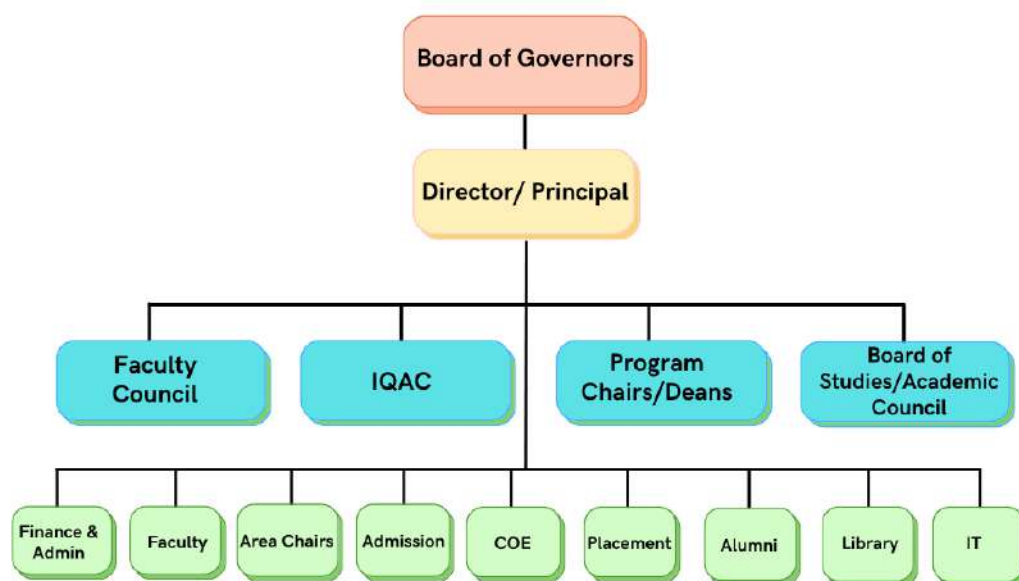 Board of Governors
Director/ Principal
Faculty
Council
IQAC
Program
Chairs/Deans
Board of
Studies/Academic
Council
Finance &
Admin
Faculty
Area Chairs
Admission
COE
Placement
Alumni
Library
IT